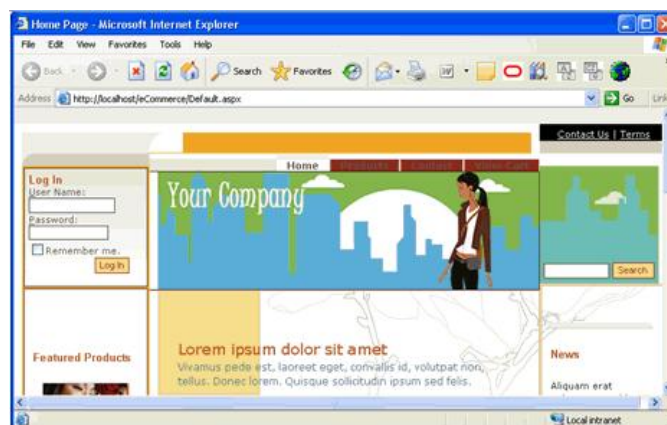 Home Page - Microsoft Internet Explorer
File Edit View Favorites Tools Help
Back Search Favorites
Address http://localhost/eCommerce/Default.aspx Go Link
Contact Us | Terms
Home Products Contact View Cart
Log In
User Name:
Password:
Remember me.
Log In
Your Company
Search
Featured Products
Lorem ipsum dolor sit amet
Vivamus pede est, laoreet eget, convallis id, volutpat non,
tellus. Donec lorem. Quisque sollicitudin ipsum sed felis.
News
Aliquam erat
Local intranet